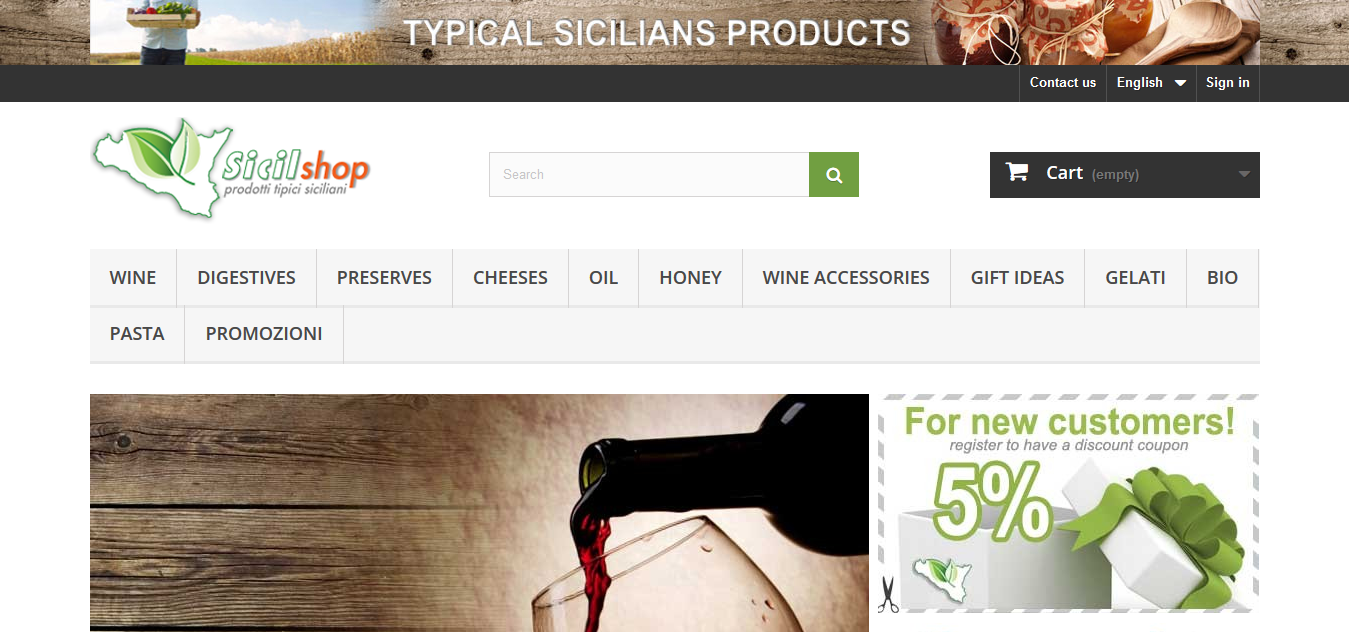 TYPICAL SICILIANS PRODUCTS
Contact us English Sign in
Sicilshop
prodotti tipici siciliani
Search
Cart (empty)
WINE DIGESTIVES PRESERVES CHEESES OIL HONEY WINE ACCESSORIES GIFT IDEAS GELATI BIO
PASTA PROMOZIONI
For new customers!
register to have a discount coupon
5%